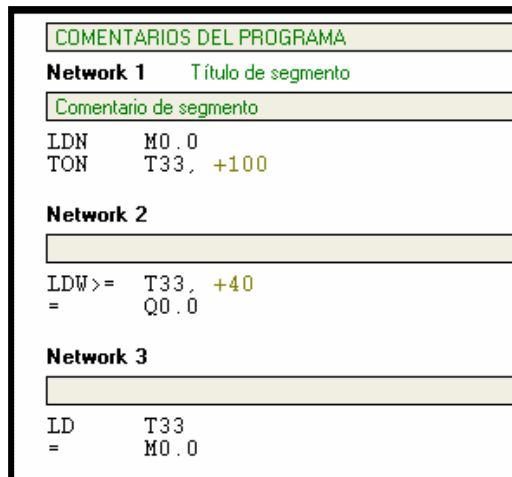 COMENTARIOS DEL PROGRAMA
Network 1 Título de segmento
Comentario de segmento
LDN M0.0
TON T33, +100
Network 2
LDW>= T33, +40
= Q0.0
Network 3
LD T33
= M0.0